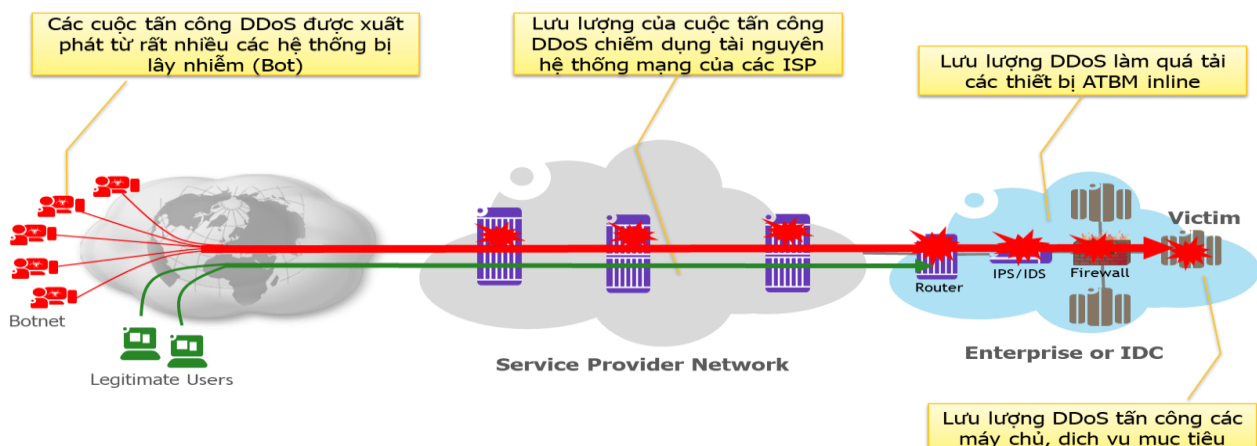 Các cuộc tấn công DDoS được xuất
phát từ rất nhiều các hệ thống bị
lây nhiễm (Bot)
Lưu lượng của cuộc tấn công
DDoS chiếm dụng tài nguyên
hệ thống mạng của các ISP
Lưu lượng DDoS làm quá tải
các thiết bị ATBM inline
Victim
IPS/IDS
Firewall
Router
Botnet
Legitimate Users
Service Provider Network
Enterprise or IDC
Lưu lượng DDoS tấn công các
máy chủ, dịch vụ mục tiêu